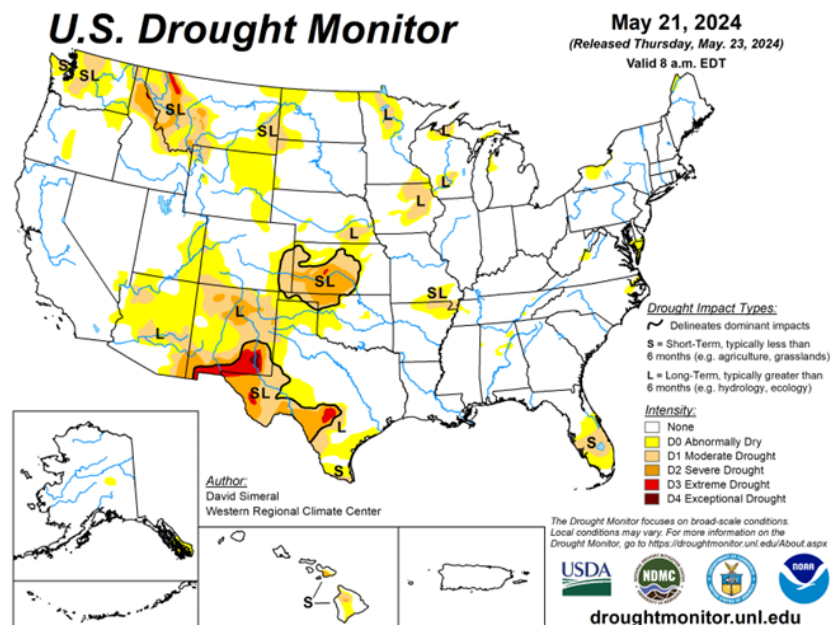 U.S. Drought Monitor
May 21, 2024
(Released Thursday, May. 23, 2024)
Valid 8 a.m. EDT
S
SL
SL
SL
L
L
L
L
L
SL
SL
L
L
SL
L
S
S
Drought Impact Types:
Delineates dominant impacts
S = Short-Term, typically less than
6 months (e.g. agriculture, grasslands)
L = Long-Term, typically greater than
6 months (e.g. hydrology, ecology)
Intensity:
None
D0 Abnormally Dry
D1 Moderate Drought
D2 Severe Drought
D3 Extreme Drought
D4 Exceptional Drought
Author:
David Simeral
Western Regional Climate Center
S
The Drought Monitor focuses on broad-scale conditions.
Local conditions may vary. For more information on the
Drought Monitor, go to https://droughtmonitor.unl.edu/About.aspx
USDA
NDMC
NOAA
droughtmonitor.unl.edu